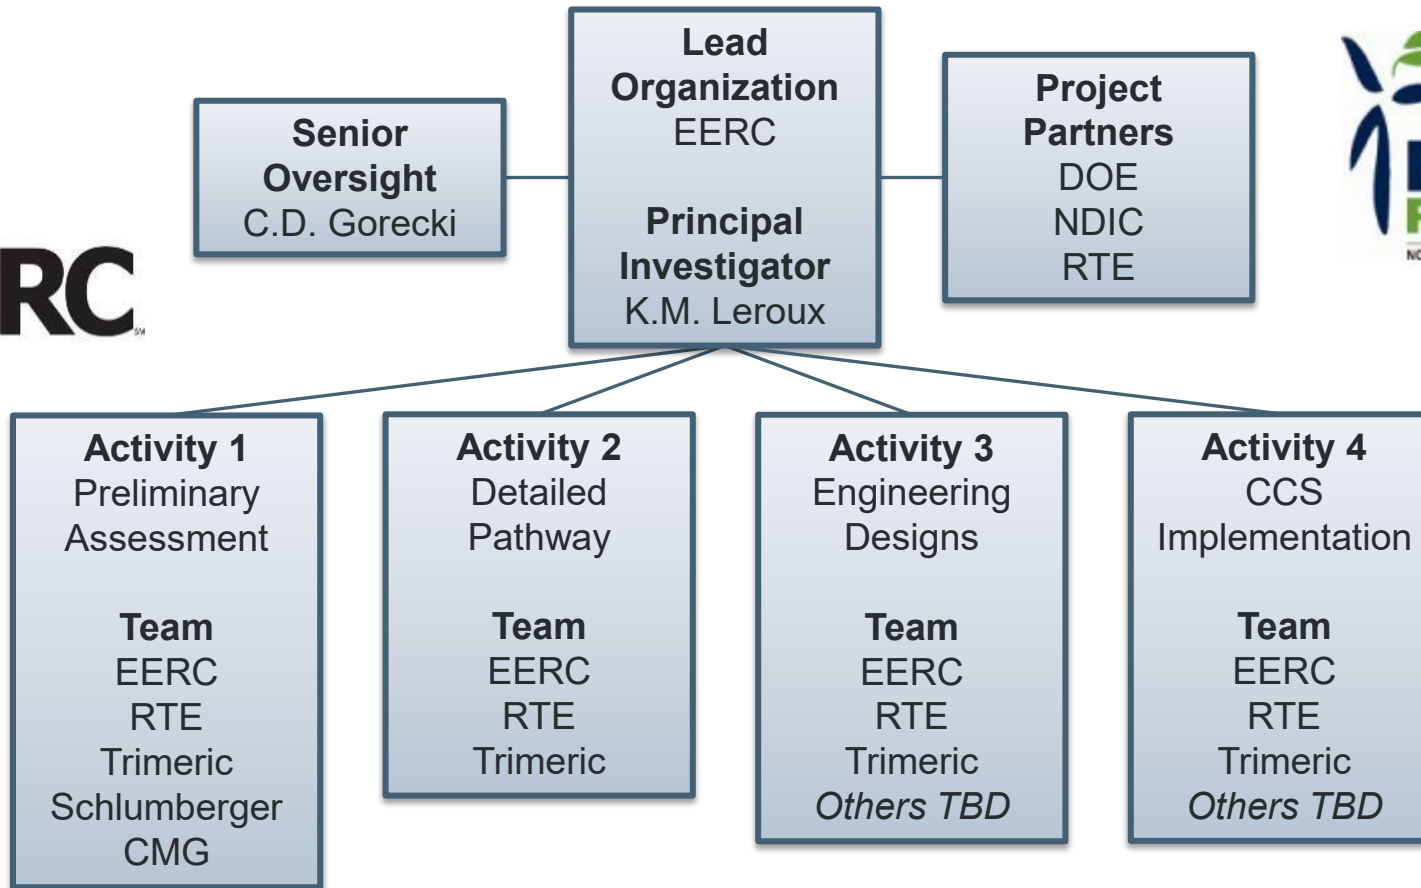 Lead
Organization
EERC
Principal
Investigator
K.M. Leroux
Senior
Oversight
C.D. Gorecki
Project
Partners
DOE
NDIC
RTE
RC
SM
NO
Activity 1
Preliminary
Assessment
Team
EERC
RTE
Trimeric
Schlumberger
CMG
Activity 2
Detailed
Pathway
Team
EERC
RTE
Trimeric
Activity 3
Engineering
Designs
Team
EERC
RTE
Trimeric
Others TBD
Activity 4
CCS
Implementation
Team
EERC
RTE
Trimeric
Others TBD